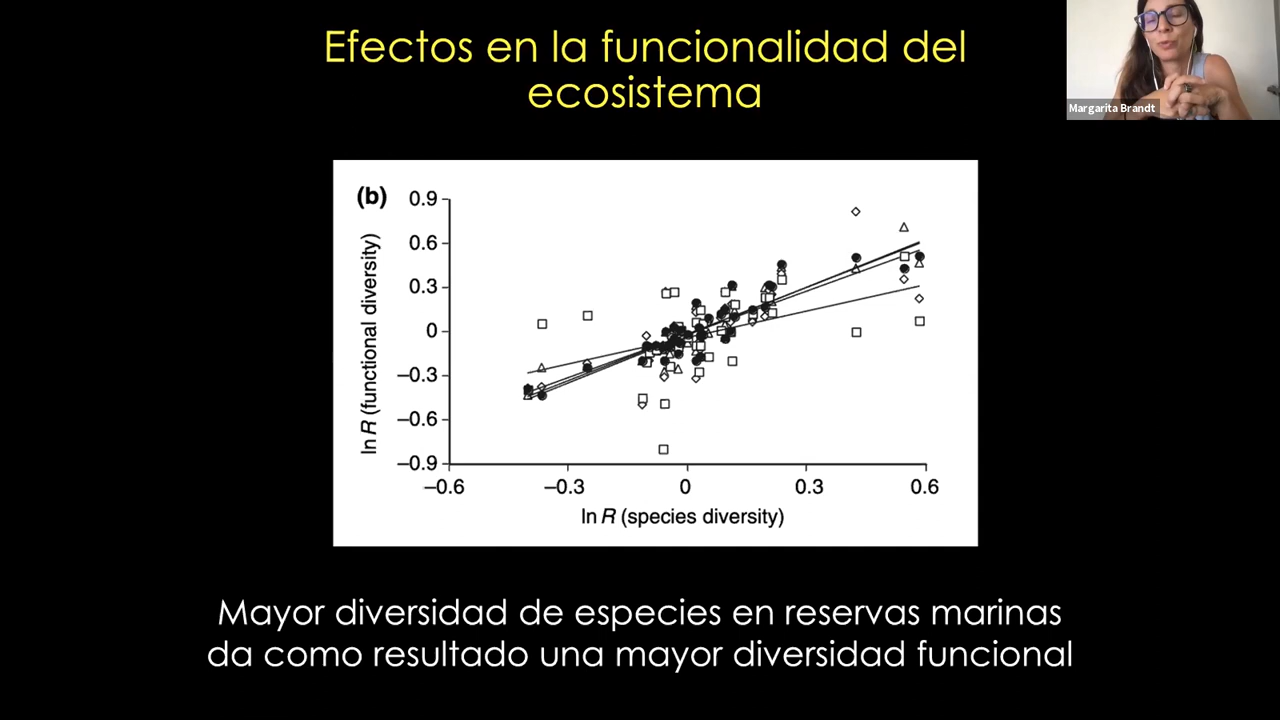 Efectos en la funcionalidad del
ecosistema
Margarita Brandt
(b)
ln R (functional diversity)
0.9
0.6
0.3
0
–0.3
–0.6
–0.9
–0.6
–0.3
0
0.3
0.6
ln R (species diversity)
Mayor diversidad de especies en reservas marinas
da como resultado una mayor diversidad funcional